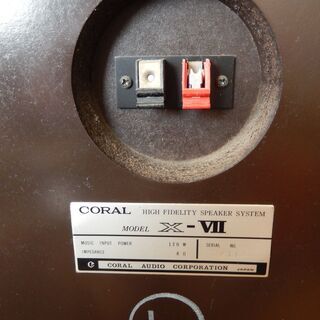 CORAL HIGH FIDELITY SPEAKER SYSTEM
MODEL X-VII
MUSIC INPUT POWER W SERIAL NO.
IMPEDANCE
CORAL AUDIO CORPORATION JAPAN